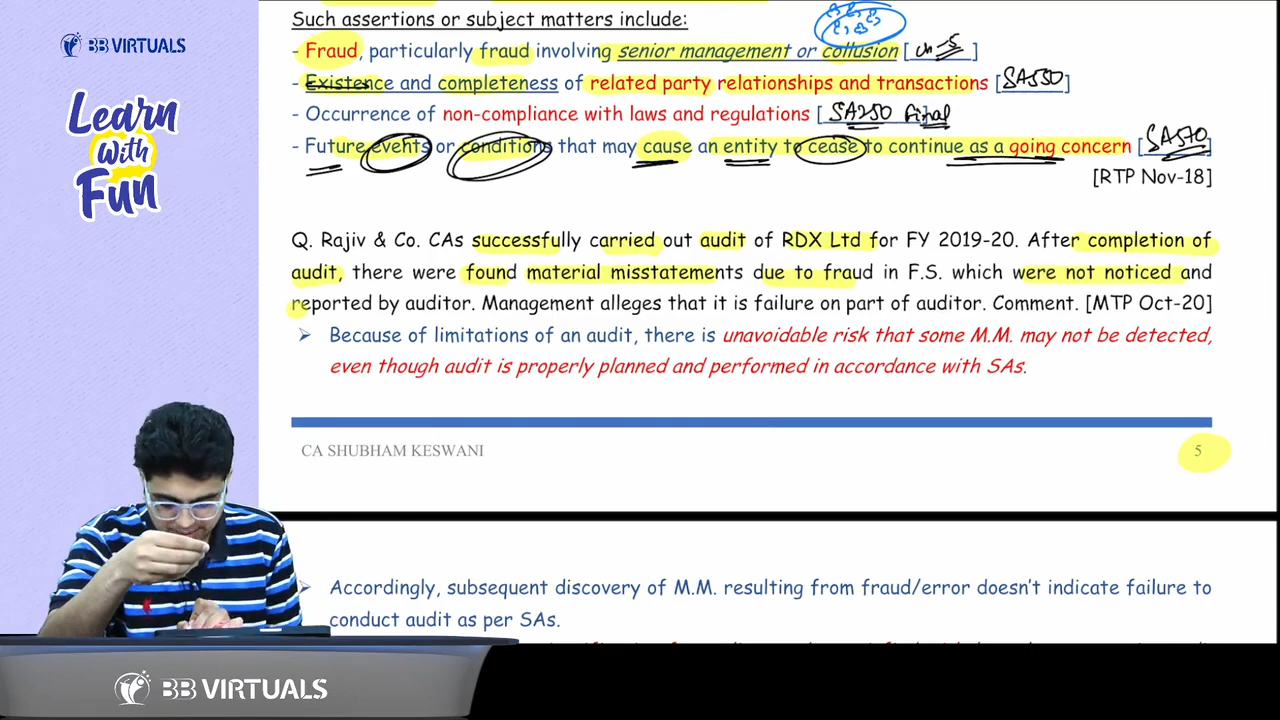 BB VIRTUALS
Learn
With
Fun
Such assertions or subject matters include:
- Fraud, particularly fraud involving senior management or collusion [ch-5 ]
- Existence and completeness of related party relationships and transactions [SA550]
- Occurrence of non-compliance with laws and regulations [ SA250 Final]
- Future events or conditions that may cause an entity to cease to continue as a going concern [SA570]
[RTP Nov-18]
Q. Rajiv & Co. CAs successfully carried out audit of RDX Ltd for FY 2019-20. After completion of
audit, there were found material misstatements due to fraud in F.S. which were not noticed and
reported by auditor. Management alleges that it is failure on part of auditor. Comment. [MTP Oct-20]
➤ Because of limitations of an audit, there is unavoidable risk that some M.M. may not be detected,
even though audit is properly planned and performed in accordance with SAs.
CA SHUBHAM KESWANI
5
Accordingly, subsequent discovery of M.M. resulting from fraud/error doesn't indicate failure to
conduct audit as per SAs.
BB VIRTUALS